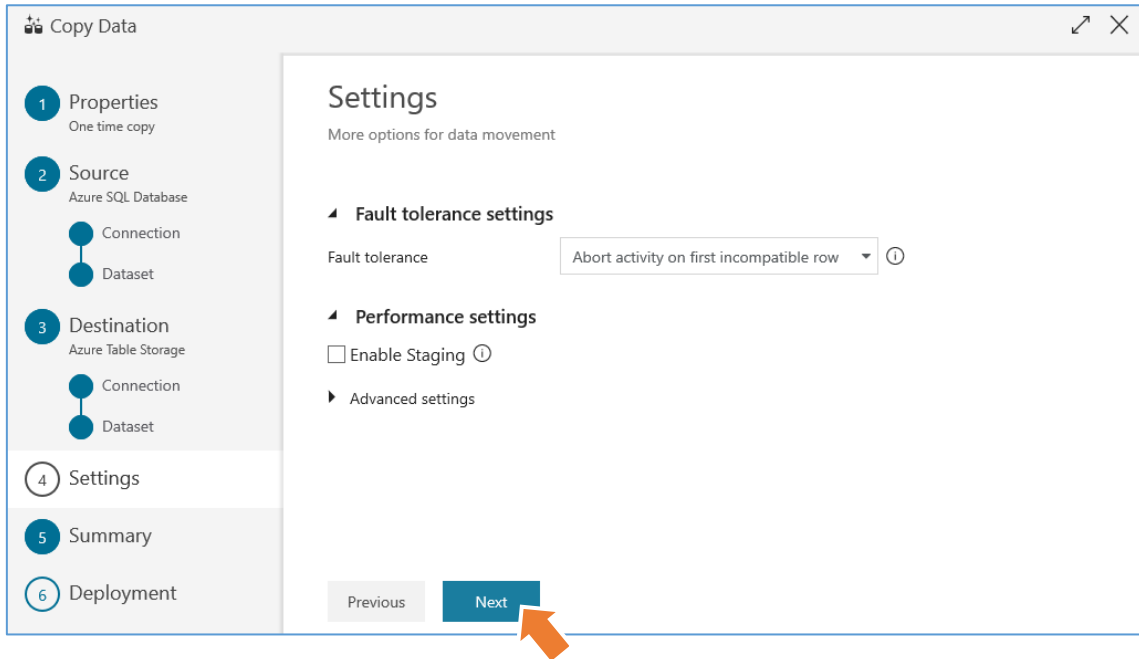 Copy Data
1 Properties
One time copy
2 Source
Azure SQL Database
Connection
Dataset
3 Destination
Azure Table Storage
Connection
Dataset
4 Settings
5 Summary
6 Deployment
Settings
More options for data movement
Fault tolerance settings
Fault tolerance Abort activity on first incompatible row
Performance settings
Enable Staging
Advanced settings
Previous Next